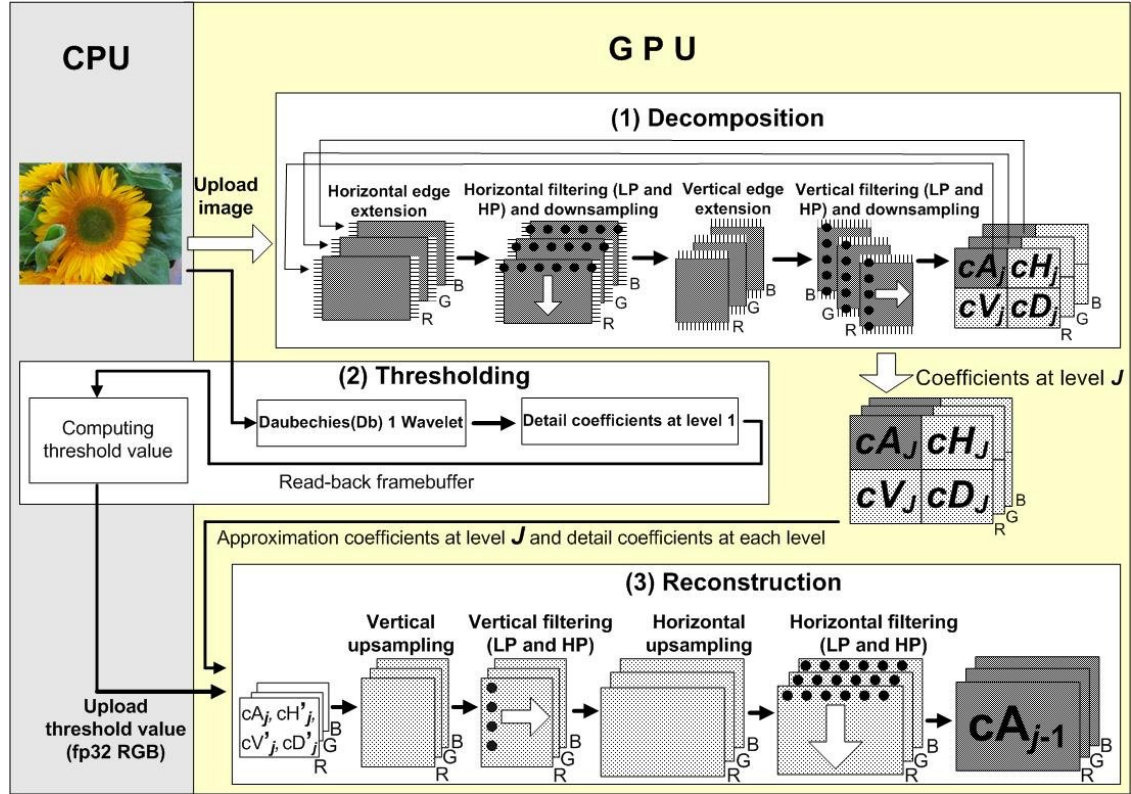 CPU
G P U
(1) Decomposition
Upload
image
Horizontal edge
extension
Horizontal filtering (LP and
HP) and downsampling
Vertical edge
extension
Vertical filtering (LP and
HP) and downsampling
B
G
R
B
G
R
B
G
R
B
G
R
cAj cHj
cVj cDj
B
G
R
Coefficients at level J
(2) Thresholding
Computing
threshold value
Daubechies(Db) 1 Wavelet
Detail coefficients at level 1
Read-back framebuffer
cAJ cHJ
cVJ cDJ
B
G
R
Approximation coefficients at level J and detail coefficients at each level
(3) Reconstruction
Vertical
upsampling
Vertical filtering
(LP and HP)
Horizontal
upsampling
Horizontal filtering
(LP and HP)
Upload
threshold value
(fp32 RGB)
cAj, cH'j,
cV'j, cD'j
B
G
R
B
G
R
B
G
R
B
G
R
B
G
R
cAj-1
B
G
R